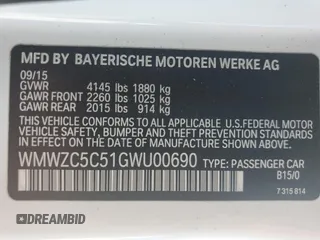 MFD BY BAYERISCHE MOTOREN WERKE AG
09/15
GVWR 4145 lbs 1880 kg
GAWR FRONT 2260 lbs 1025 kg
GAWR REAR 2015 lbs 914 kg
THIS VEHICLE CONFORMS TO ALL APPLICABLE U.S. FEDERAL
MOTOR VEHICLE SAFETY, BUMPER, AND THEFT PREVENTION
STANDARDS IN EFFECT ON THE DATE OF MANUFACTURE
SHOWN ABOVE.
WMWZC5C51GWU00690 TYPE: PASSENGER CAR
B15/0
7 315 814
DREAMBID